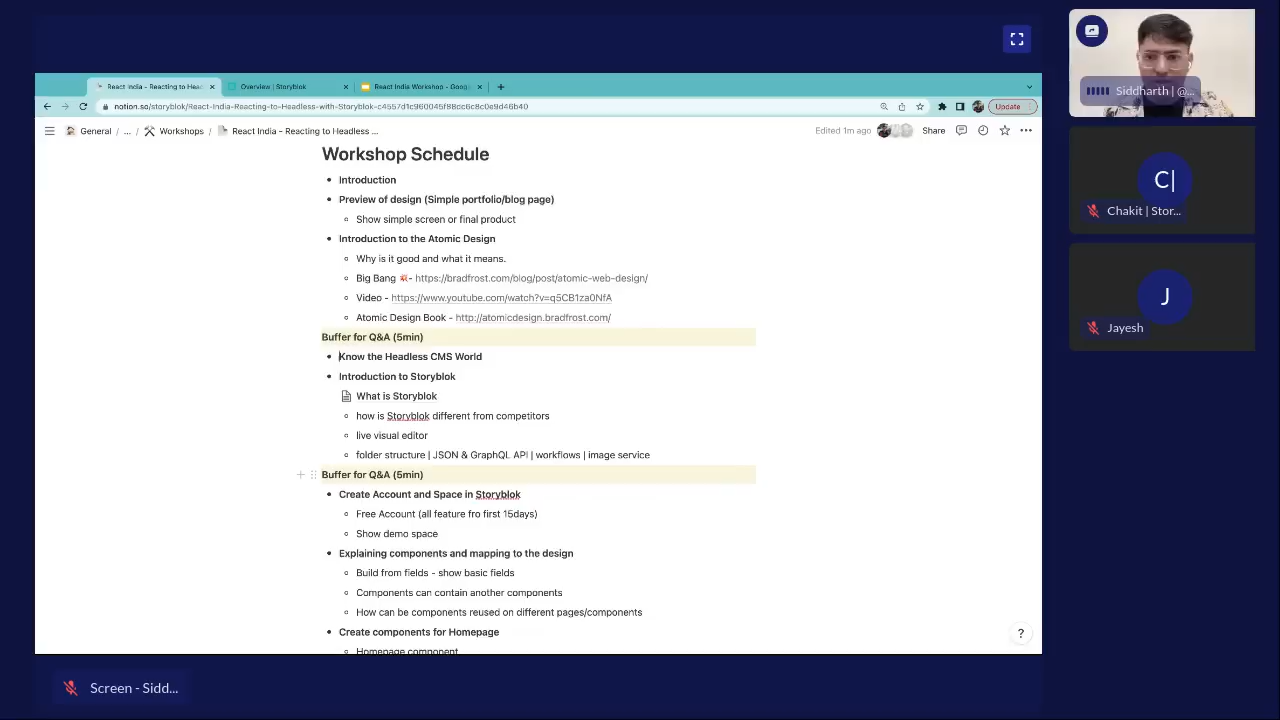 React India - Reacting to Head
Overview | Storyblok
React India Workshop - Goog
notion.so/storyblok/React-India-Reacting-to-Headless-with-Storyblok-c4557d1c960045f88cc6c8c0e9d46b40
Update
General / ... / Workshops / React India - Reacting to Headless ...
Edited 1m ago
Share
Workshop Schedule
• Introduction
• Preview of design (Simple portfolio/blog page)
◦ Show simple screen or final product
• Introduction to the Atomic Design
◦ Why is it good and what it means.
◦ Big Bang 💥- https://bradfrost.com/blog/post/atomic-web-design/
◦ Video - https://www.youtube.com/watch?v=q5CB1za0NfA
◦ Atomic Design Book - http://atomicdesign.bradfrost.com/
Buffer for Q&A (5min)
• Know the Headless CMS World
• Introduction to Storyblok
What is Storyblok
◦ how is Storyblok different from competitors
◦ live visual editor
◦ folder structure | JSON & GraphQL API | workflows | image service
Buffer for Q&A (5min)
• Create Account and Space in Storyblok
◦ Free Account (all feature fro first 15days)
◦ Show demo space
• Explaining components and mapping to the design
◦ Build from fields - show basic fields
◦ Components can contain another components
◦ How can be components reused on different pages/components
• Create components for Homepage
◦ Homepage component
?
Screen - Sidd...
Siddharth | @...
C|
Chakit | Stor...
J
Jayesh